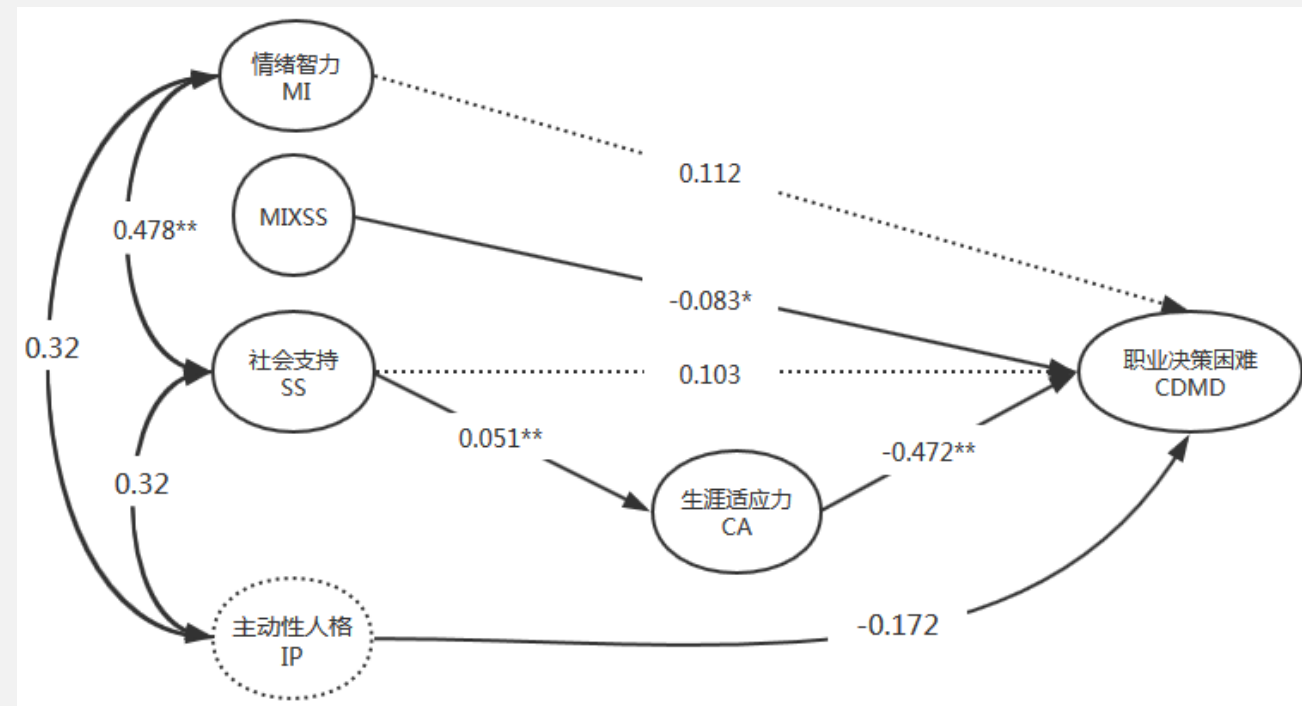 情绪智力
MI
0.112
MIXSS
0.478**
-0.083*
0.32
社会支持
SS
0.103
职业决策困难
CDMD
0.051**
-0.472**
0.32
生涯适应力
CA
主动性人格
IP
-0.172